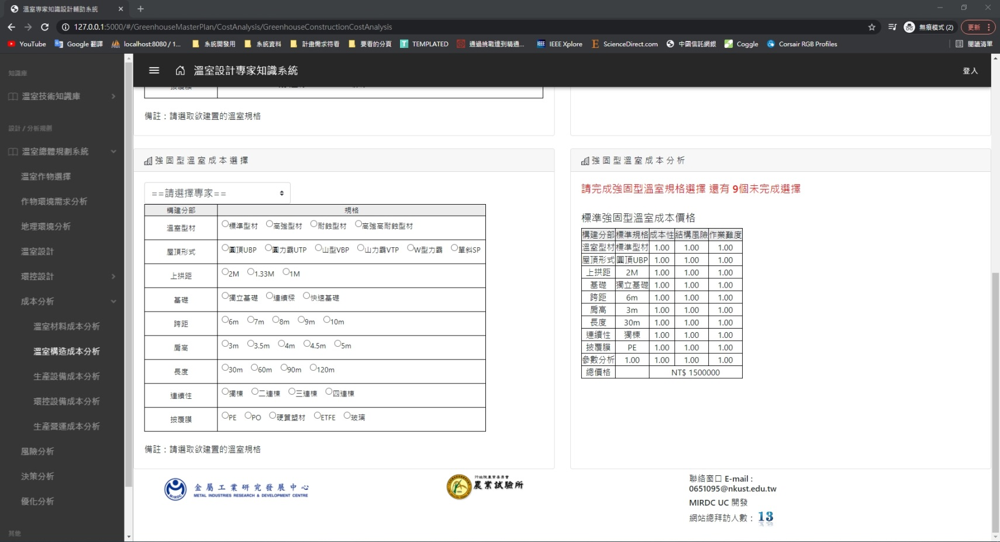 溫室專家知識設計輔助系統
127.0.0.1:5000/#/GreenhouseMasterPlan/CostAnalysis/GreenhouseConstructionCostAnalysis
無痕模式 (2)
更新
YouTube
Google 翻譯
localhost:8080 / 1...
系統開發用
系統資料
計畫需求待看
要看的分頁
TEMPLATED
通過挑戰達到精通...
IEEE Xplore
ScienceDirect.com
中國信託網銀
Coggle
Corsair RGB Profiles
閱讀清單
知識庫
溫室技術知識庫
設計 / 分析規劃
溫室總體規劃系統
溫室作物選擇
作物環境需求分析
地理環境分析
溫室設計
環控設計
成本分析
溫室材料成本分析
溫室構造成本分析
生產設備成本分析
環控設備成本分析
生產營運成本分析
風險分析
決策分析
優化分析
其他
溫室設計專家知識系統
登入
披覆膜
備註：請選取欲建置的溫室規格
強固型溫室成本選擇
==請選擇專家==
構建分部 規格
溫室型材 標準型材 高強型材 耐蝕型材 高強高耐蝕型材
屋頂形式 圓頂UBP 圓力霸UTP 山型VBP 山力霸VTP W型力霸 單斜SP
上拱距 2M 1.33M 1M
基礎 獨立基礎 連續樑 快速基礎
跨距 6m 7m 8m 9m 10m
肩高 3m 3.5m 4m 4.5m 5m
長度 30m 60m 90m 120m
連續性 獨棟 二連棟 三連棟 四連棟
披覆膜 PE PO 硬質塑材 ETFE 玻璃
備註：請選取欲建置的溫室規格
強固型溫室成本分析
請完成強固型溫室規格選擇 還有 9個未完成選擇
標準強固型溫室成本價格
構建分部 標準規格 成本性 結構風險 作業難度
溫室型材 標準型材 1.00 1.00 1.00
屋頂形式 圓頂UBP 1.00 1.00 1.00
上拱距 2M 1.00 1.00 1.00
基礎 獨立基礎 1.00 1.00 1.00
跨距 6m 1.00 1.00 1.00
肩高 3m 1.00 1.00 1.00
長度 30m 1.00 1.00 1.00
連續性 獨棟 1.00 1.00 1.00
披覆膜 PE 1.00 1.00 1.00
參數分析 1.00 1.00 1.00 1.00
總價格 NT$ 1500000
MIRDC
金屬工業研究發展中心
METAL INDUSTRIES RESEARCH & DEVELOPMENT CENTRE
行政院農業委員會
農業試驗所
聯絡窗口 E-mail :
0651095@nkust.edu.tw
MIRDC UC 開發
網站總拜訪人數： 13